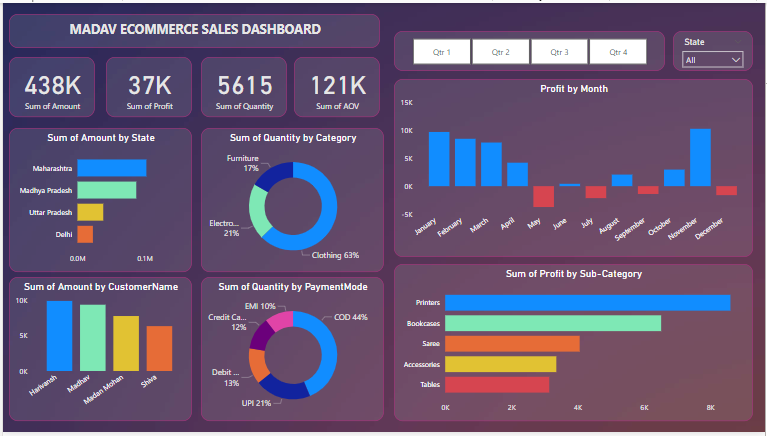 MADAV ECOMMERCE SALES DASHBOARD
Qtr 1
Qtr 2
Qtr 3
Qtr 4
State
All
438K
Sum of Amount
37K
Sum of Profit
5615
Sum of Quantity
121K
Sum of AOV
Sum of Amount by State
Maharashtra
Madhya Pradesh
Uttar Pradesh
Delhi
0.0M
0.1M
Sum of Quantity by Category
Furniture
17%
Electro...
21%
Clothing 63%
Profit by Month
15K
10K
5K
0K
-5K
January
February
March
April
May
June
July
August
September
October
November
December
Sum of Amount by CustomerName
10K
5K
0K
Harivansh
Madhav
Madan Mohan
Shiva
Sum of Quantity by PaymentMode
EMI 10%
COD 44%
Credit Ca...
12%
Debit ...
13%
UPI 21%
Sum of Profit by Sub-Category
Printers
Bookcases
Saree
Accessories
Tables
0K
2K
4K
6K
8K